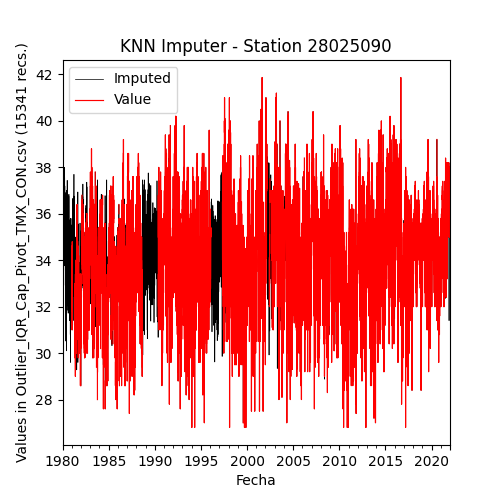 KNN Imputer - Station 28025090
Imputed
Value
Values in Outlier_IQR_Cap_Pivot_TMX_CON.csv (15341 recs.)
42
40
38
36
34
32
30
28
1980 1985 1990 1995 2000 2005 2010 2015 2020
Fecha